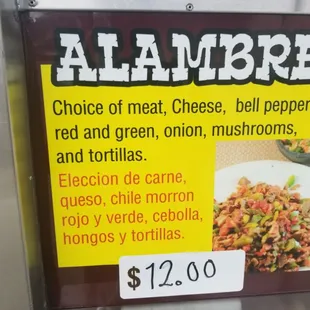 ALAMBRE
Choice of meat, Cheese, bell pepper
red and green, onion, mushrooms,
and tortillas.
Eleccion de carne,
queso, chile morron
rojo y verde, cebolla,
hongos y tortillas.
$12.00